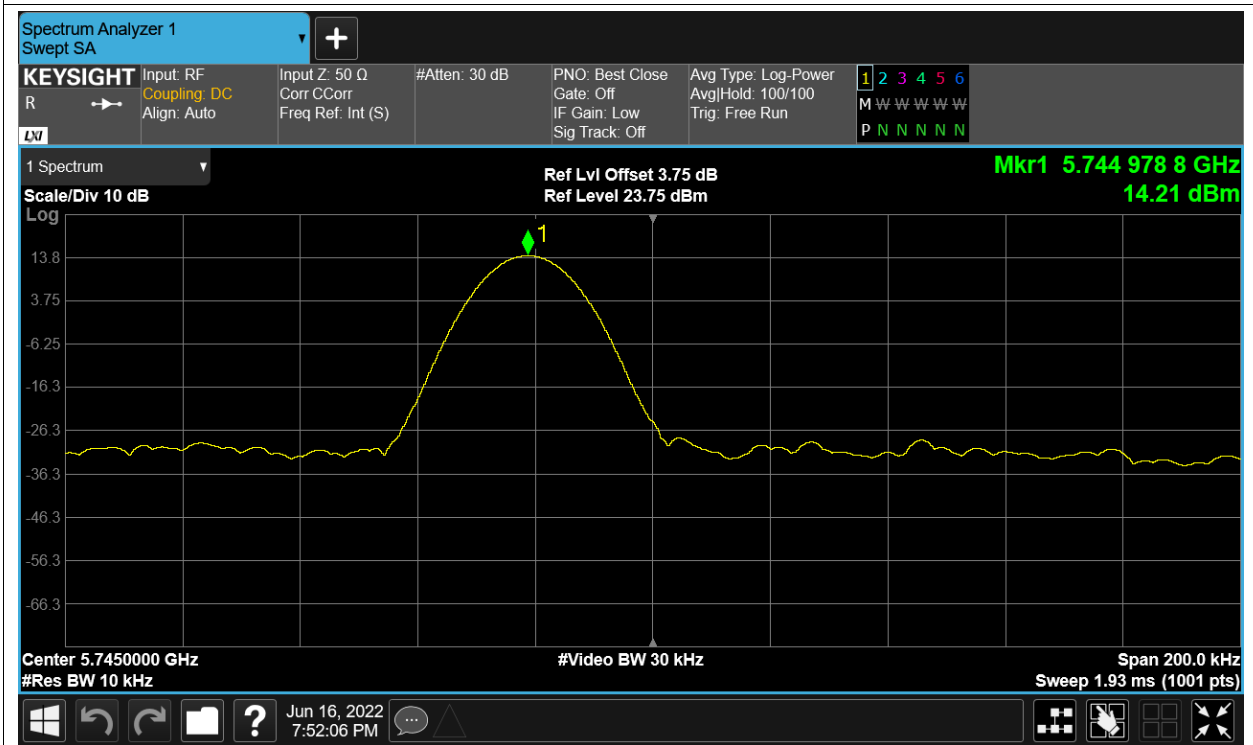 Spectrum Analyzer 1
Swept SA
KEYSIGHT
R
LXI
Input: RF
Coupling: DC
Align: Auto
Input Z: 50 Ω
Corr CCorr
Freq Ref: Int (S)
#Atten: 30 dB
PNO: Best Close
Gate: Off
IF Gain: Low
Sig Track: Off
Avg Type: Log-Power
Avg|Hold: 100/100
Trig: Free Run
1 2 3 4 5 6
M W W W W W W
P N N N N N N
1 Spectrum
Scale/Div 10 dB
Log
Ref Lvl Offset 3.75 dB
Ref Level 23.75 dBm
Mkr1 5.744 978 8 GHz
14.21 dBm
1
13.8
3.75
-6.25
-16.3
-26.3
-36.3
-46.3
-56.3
-66.3
Center 5.7450000 GHz
#Res BW 10 kHz
#Video BW 30 kHz
Span 200.0 kHz
Sweep 1.93 ms (1001 pts)
?
Jun 16, 2022
7:52:06 PM